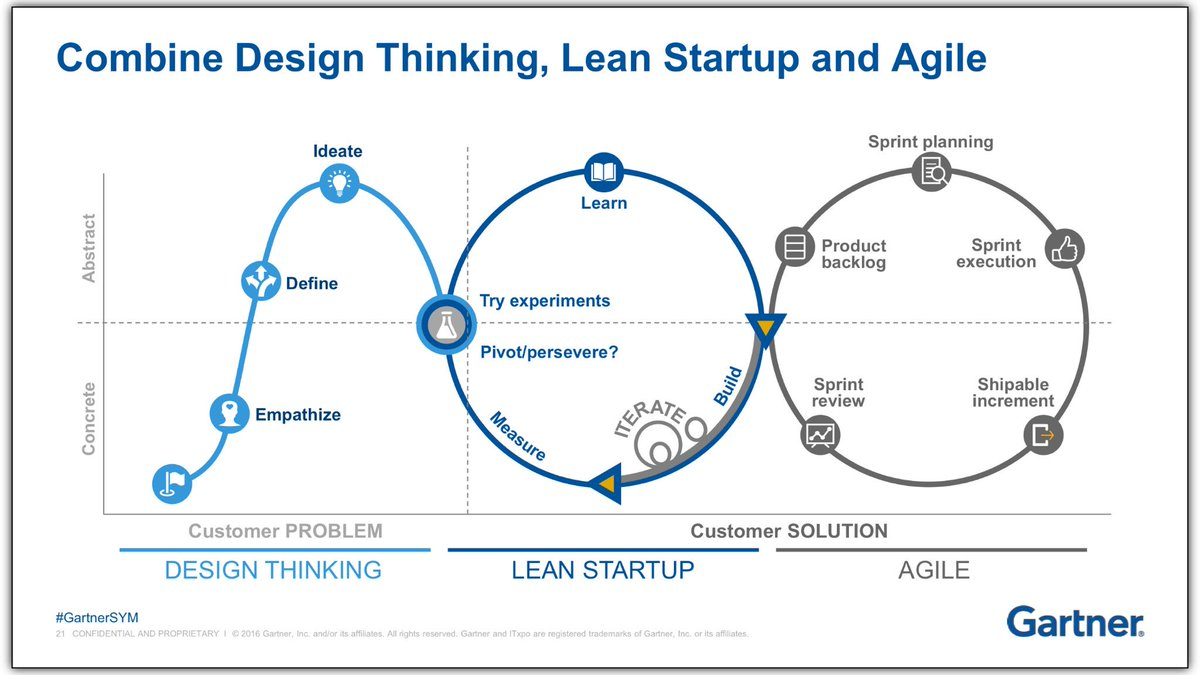 Combine Design Thinking, Lean Startup and Agile
Abstract
Concrete
Ideate
Define
Empathize
Learn
Try experiments
Pivot/persevere?
Measure
ITERATE
Build
Sprint planning
Product
backlog
Sprint
execution
Sprint
review
Shipable
increment
Customer PROBLEM
Customer SOLUTION
DESIGN THINKING
LEAN STARTUP
AGILE
#GartnerSYM
21 CONFIDENTIAL AND PROPRIETARY I © 2016 Gartner, Inc. and/or its affiliates. All rights reserved. Gartner and ITxpo are registered trademarks of Gartner, Inc. or its affiliates.
Gartner®